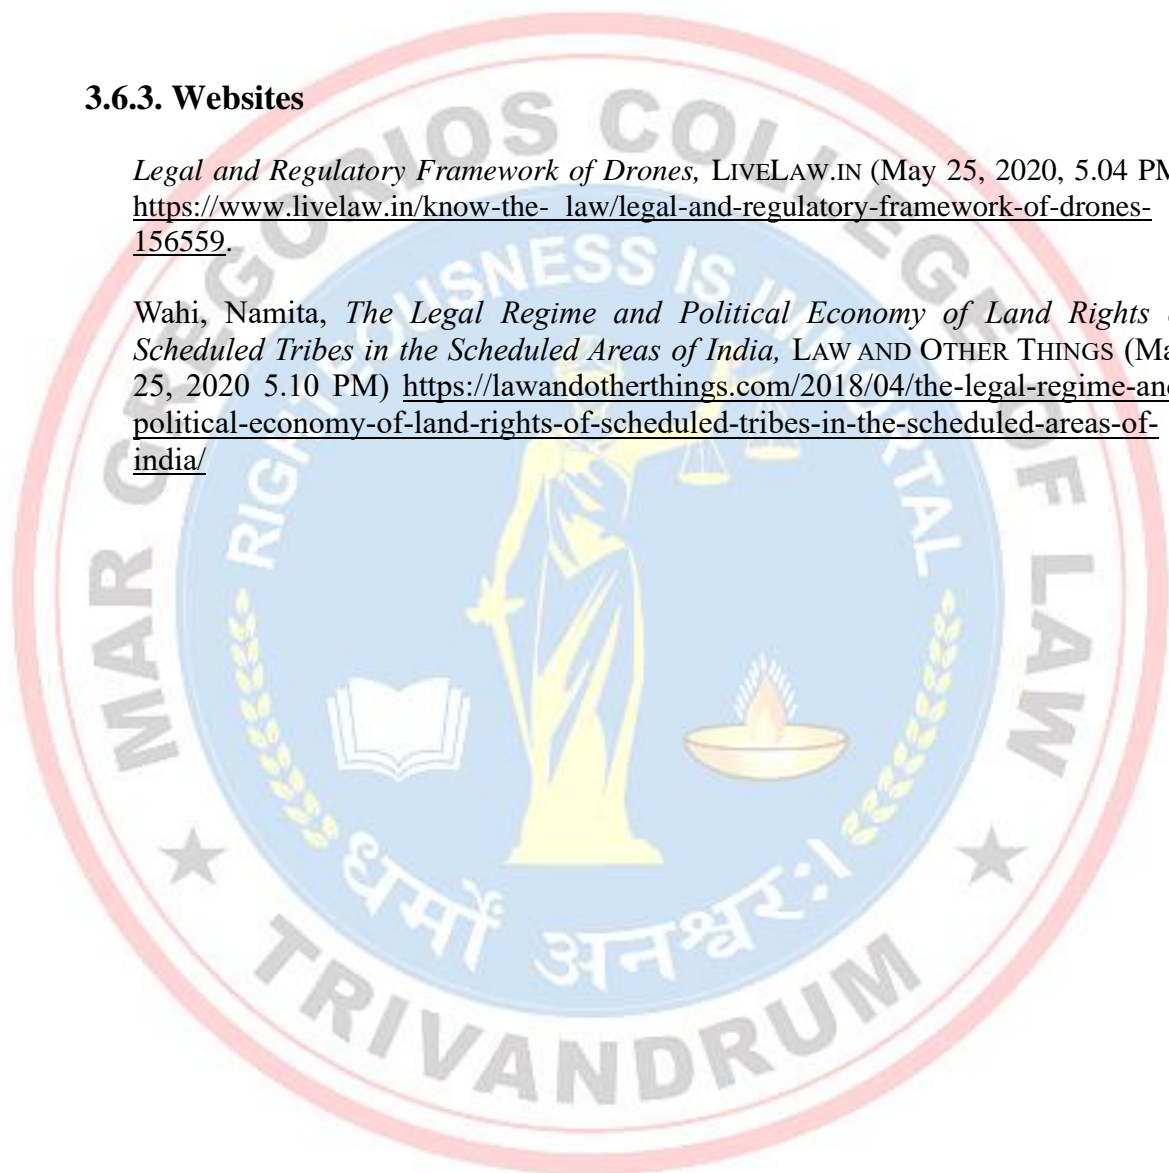 3.6.3. Websites
Legal and Regulatory Framework of Drones, LIVELAW.IN (May 25, 2020, 5.04 PM
https://www.livelaw.in/know-the- law/legal-and-regulatory-framework-of-drones-
156559.
Wahi, Namita, The Legal Regime and Political Economy of Land Rights
Scheduled Tribes in the Scheduled Areas of India, LAW AND OTHER THINGS (Ma
25, 2020 5.10 PM) https://lawandotherthings.com/2018/04/the-legal-regime-and
political-economy-of-land-rights-of-scheduled-tribes-in-the-scheduled-areas-of-
india/
MAR GREGORIOS COLLEGE OF LAW
RIGHTEOUSNESS IS IMMORTAL
धर्मो अनश्वरः।
TRIVANDRUM